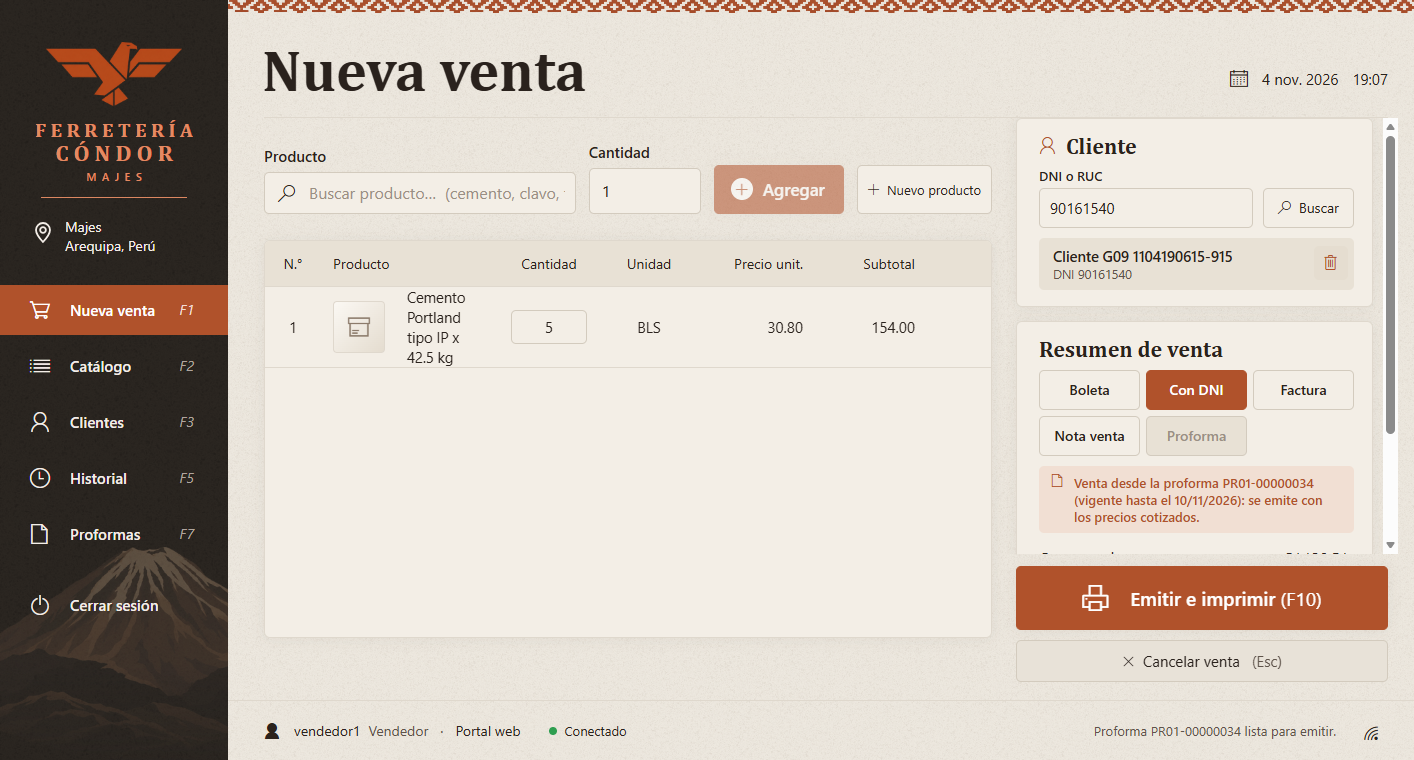 FERRETERÍA
CÓNDOR
MAJES
Majes
Arequipa, Perú
Nueva venta F1
Catálogo F2
Clientes F3
Historial F5
Proformas F7
Cerrar sesión
Nueva venta
4 nov. 2026 19:07
Producto
Buscar producto... (cemento, clavo,
Cantidad
1
Agregar
Nuevo producto
N.° Producto Cantidad Unidad Precio unit. Subtotal
1 Cemento Portland tipo IP x 42.5 kg 5 BLS 30.80 154.00
Cliente
DNI o RUC
90161540 Buscar
Cliente G09 1104190615-915
DNI 90161540
Resumen de venta
Boleta Con DNI Factura
Nota venta Proforma
Venta desde la proforma PR01-00000034
(vigente hasta el 10/11/2026): se emite con
los precios cotizados.
Emitir e imprimir (F10)
Cancelar venta (Esc)
vendedor1 Vendedor · Portal web Conectado
Proforma PR01-00000034 lista para emitir.